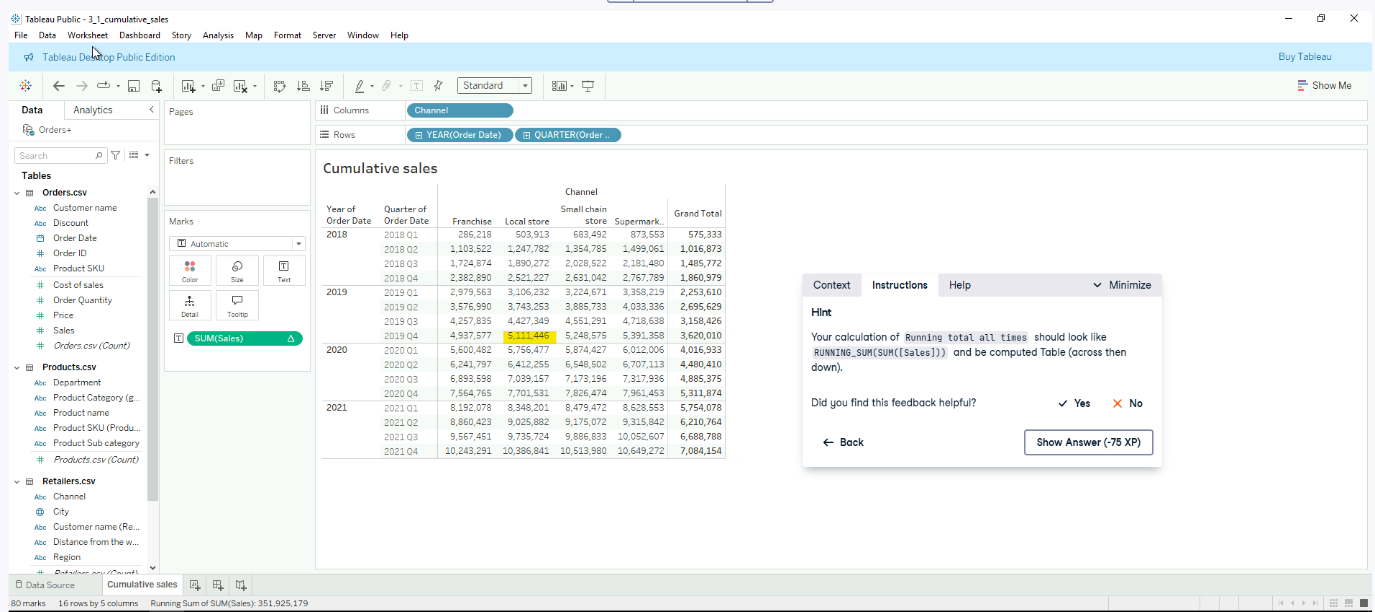 Tableau Public - 3_1_cumulative_sales
File Data Worksheet Dashboard Story Analysis Map Format Server Window Help
Tableau Desktop Public Edition Buy Tableau
Standard Show Me
Data Analytics Pages Columns Channel
Orders+ Rows YEAR(Order Date) QUARTER(Order ..
Search Filters
Cumulative sales
Tables
Orders.csv
Customer name
Discount
Order Date
Order ID
Product SKU
Cost of sales
Order Quantity
Price
Sales
Orders.csv (Count)
Products.csv
Department
Product Category (g...
Product name
Product SKU (Produ...
Product Sub category
Products.csv (Count)
Retailers.csv
Channel
City
Customer name (Re...
Distance from the w...
Region
Retailers.csv (Count)
Marks
Automatic
Color Size Text
Detail Tooltip
SUM(Sales) Δ
Channel
Year of Order Date Quarter of Order Date Franchise Local store Small chain store Supermark.. Grand Total
2018 2018 Q1 286,218 503,913 683,492 873,553 575,333
2018 Q2 1,103,522 1,247,782 1,354,785 1,499,061 1,016,873
2018 Q3 1,724,874 1,890,272 2,028,522 2,181,480 1,485,772
2018 Q4 2,382,890 2,521,227 2,631,042 2,767,789 1,860,979
2019 2019 Q1 2,979,563 3,106,232 3,224,671 3,358,219 2,253,610
2019 Q2 3,576,990 3,743,253 3,885,733 4,033,336 2,695,629
2019 Q3 4,257,835 4,427,349 4,551,291 4,718,638 3,158,426
2019 Q4 4,937,577 5,111,446 5,248,575 5,391,358 3,620,010
2020 2020 Q1 5,600,482 5,756,477 5,874,427 6,012,006 4,016,933
2020 Q2 6,241,797 6,412,255 6,548,502 6,707,113 4,480,410
2020 Q3 6,893,598 7,039,157 7,173,196 7,317,936 4,885,375
2020 Q4 7,564,765 7,701,531 7,826,474 7,961,453 5,311,874
2021 2021 Q1 8,192,078 8,348,201 8,479,472 8,628,553 5,754,078
2021 Q2 8,860,423 9,025,882 9,175,072 9,315,842 6,210,764
2021 Q3 9,567,451 9,735,724 9,886,833 10,052,607 6,688,788
2021 Q4 10,243,291 10,386,841 10,513,980 10,649,272 7,084,154
Context Instructions Help Minimize
Hint
Your calculation of Running total all times should look like
RUNNING_SUM(SUM([Sales])) and be computed Table (across then
down).
Did you find this feedback helpful? Yes No
Back Show Answer (-75 XP)
Data Source Cumulative sales
80 marks 16 rows by 5 columns Running Sum of SUM(Sales): 351,925,179